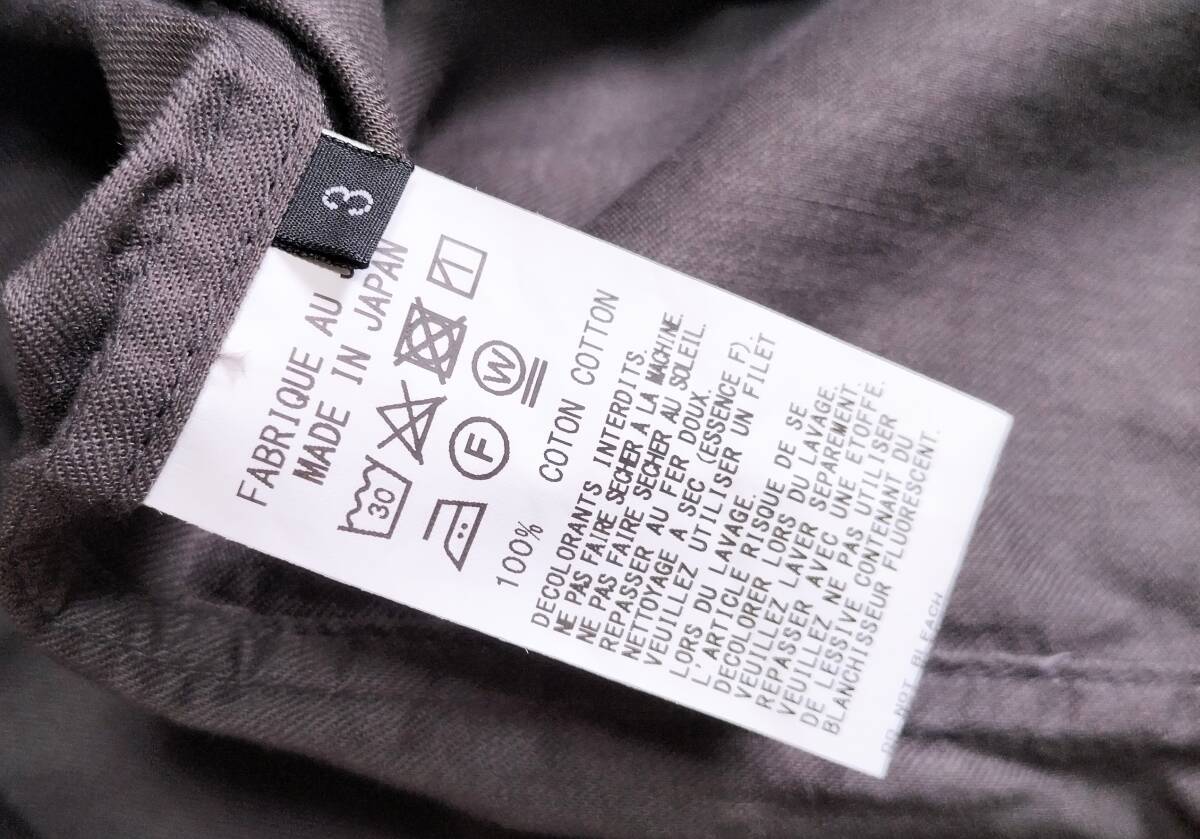 3
FABRIQUE AU J
MADE IN JAPAN
30
W
F
100% COTON COTTON
DECOLORANTS INTERDITS.
NE PAS FAIRE SECHER A LA MACHINE.
NE PAS FAIRE SECHER AU SOLEIL.
REPASSER AU FER DOUX.
NETTOYAGE A SEC (ESSENCE F).
VEUILLEZ UTILISER UN FILET
LORS DU LAVAGE.
L'ARTICLE RISQUE DE SE
DECOLORER LORS DU LAVAGE.
VEUILLEZ LAVER SEPAREMENT.
REPASSER AVEC UNE ETOFFE.
VEUILLEZ NE PAS UTILISER
DE LESSIVE CONTENANT DU
BLANCHISSEUR FLUORESCENT.
DO NOT BLEACH